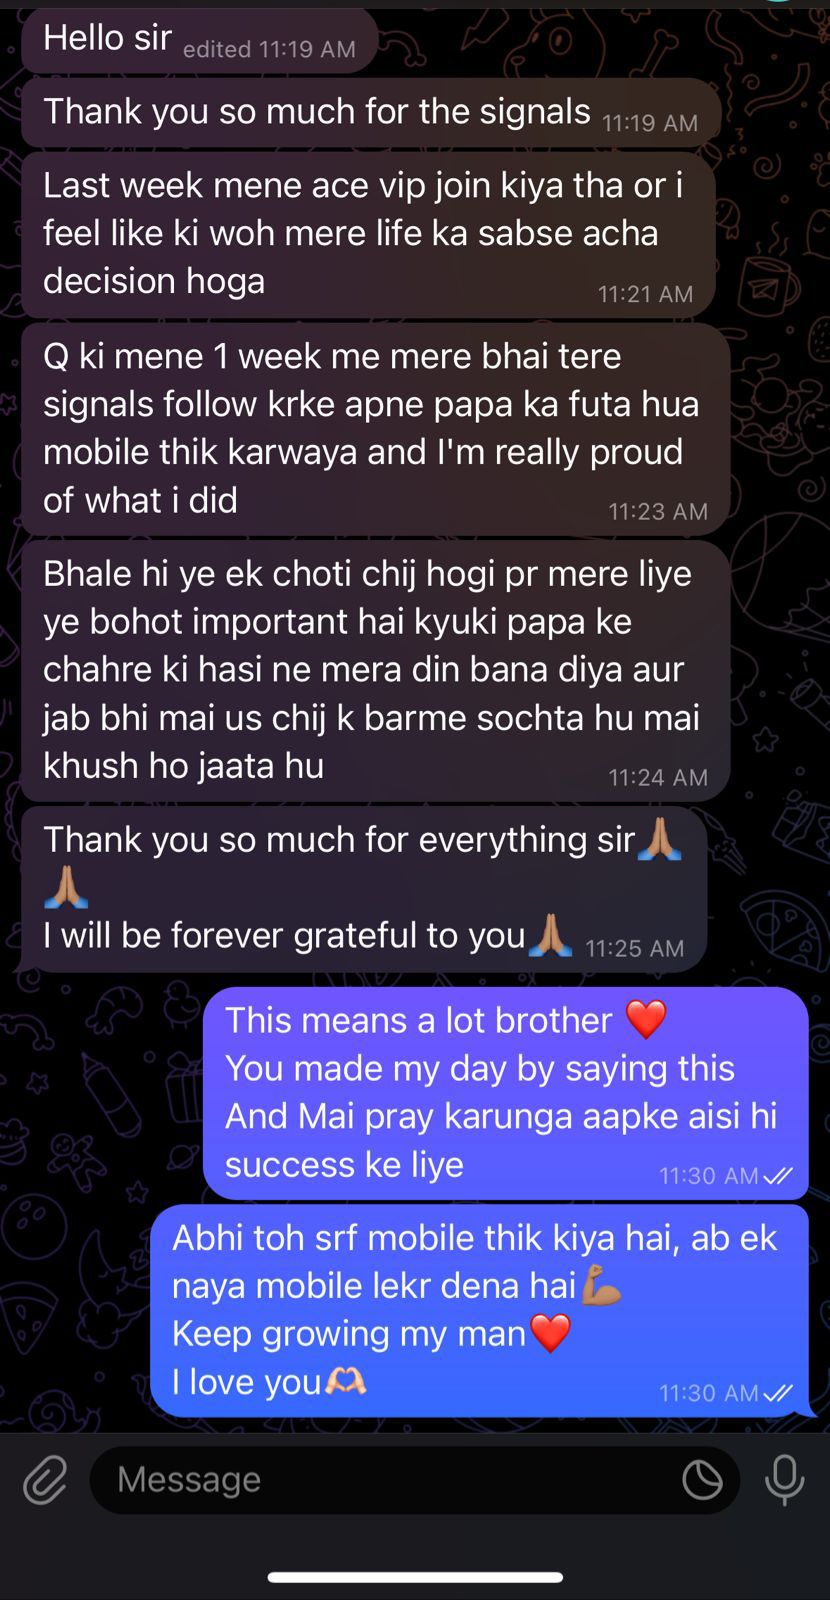 Hello sir edited 11:19 AM
Thank you so much for the signals 11:19 AM
Last week mene ace vip join kiya tha or i
feel like ki woh mere life ka sabse acha
decision hoga 11:21 AM
Q ki mene 1 week me mere bhai tere
signals follow krke apne papa ka futa hua
mobile thik karwaya and I'm really proud
of what i did 11:23 AM
Bhale hi ye ek choti chij hogi pr mere liye
ye bohot important hai kyuki papa ke
chahre ki hasi ne mera din bana diya aur
jab bhi mai us chij k barme sochta hu mai
khush ho jaata hu 11:24 AM
Thank you so much for everything sir🙏🏽
🙏🏽
I will be forever grateful to you🙏🏽 11:25 AM
This means a lot brother ❤️
You made my day by saying this
And Mai pray karunga aapke aisi hi
success ke liye 11:30 AM
Abhi toh srf mobile thik kiya hai, ab ek
naya mobile lekr dena hai💪🏽
Keep growing my man❤️
I love you🫶🏻 11:30 AM
Message